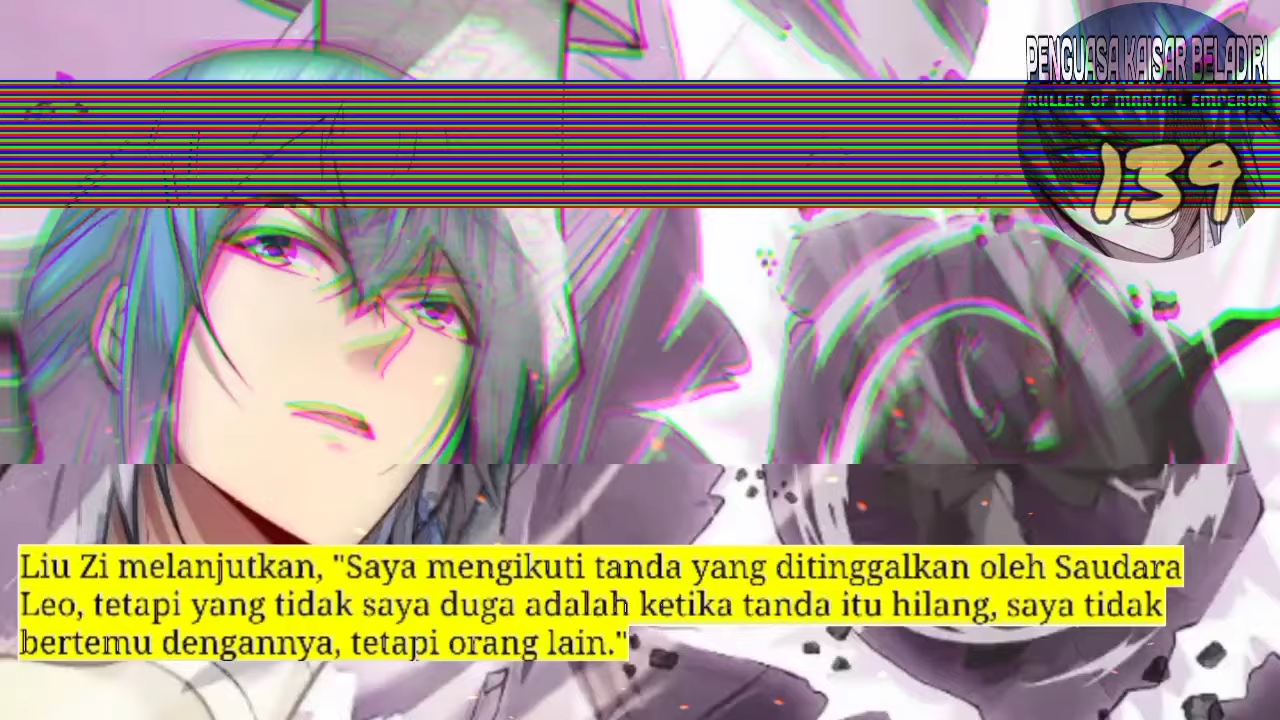 PENGUASA KAISAR BELADIRI
RULLER OF MARTIAL EMPEROR
139
Liu Zi melanjutkan, "Saya mengikuti tanda yang ditinggalkan oleh Saudara
Leo, tetapi yang tidak saya duga adalah ketika tanda itu hilang, saya tidak
bertemu dengannya, tetapi orang lain."